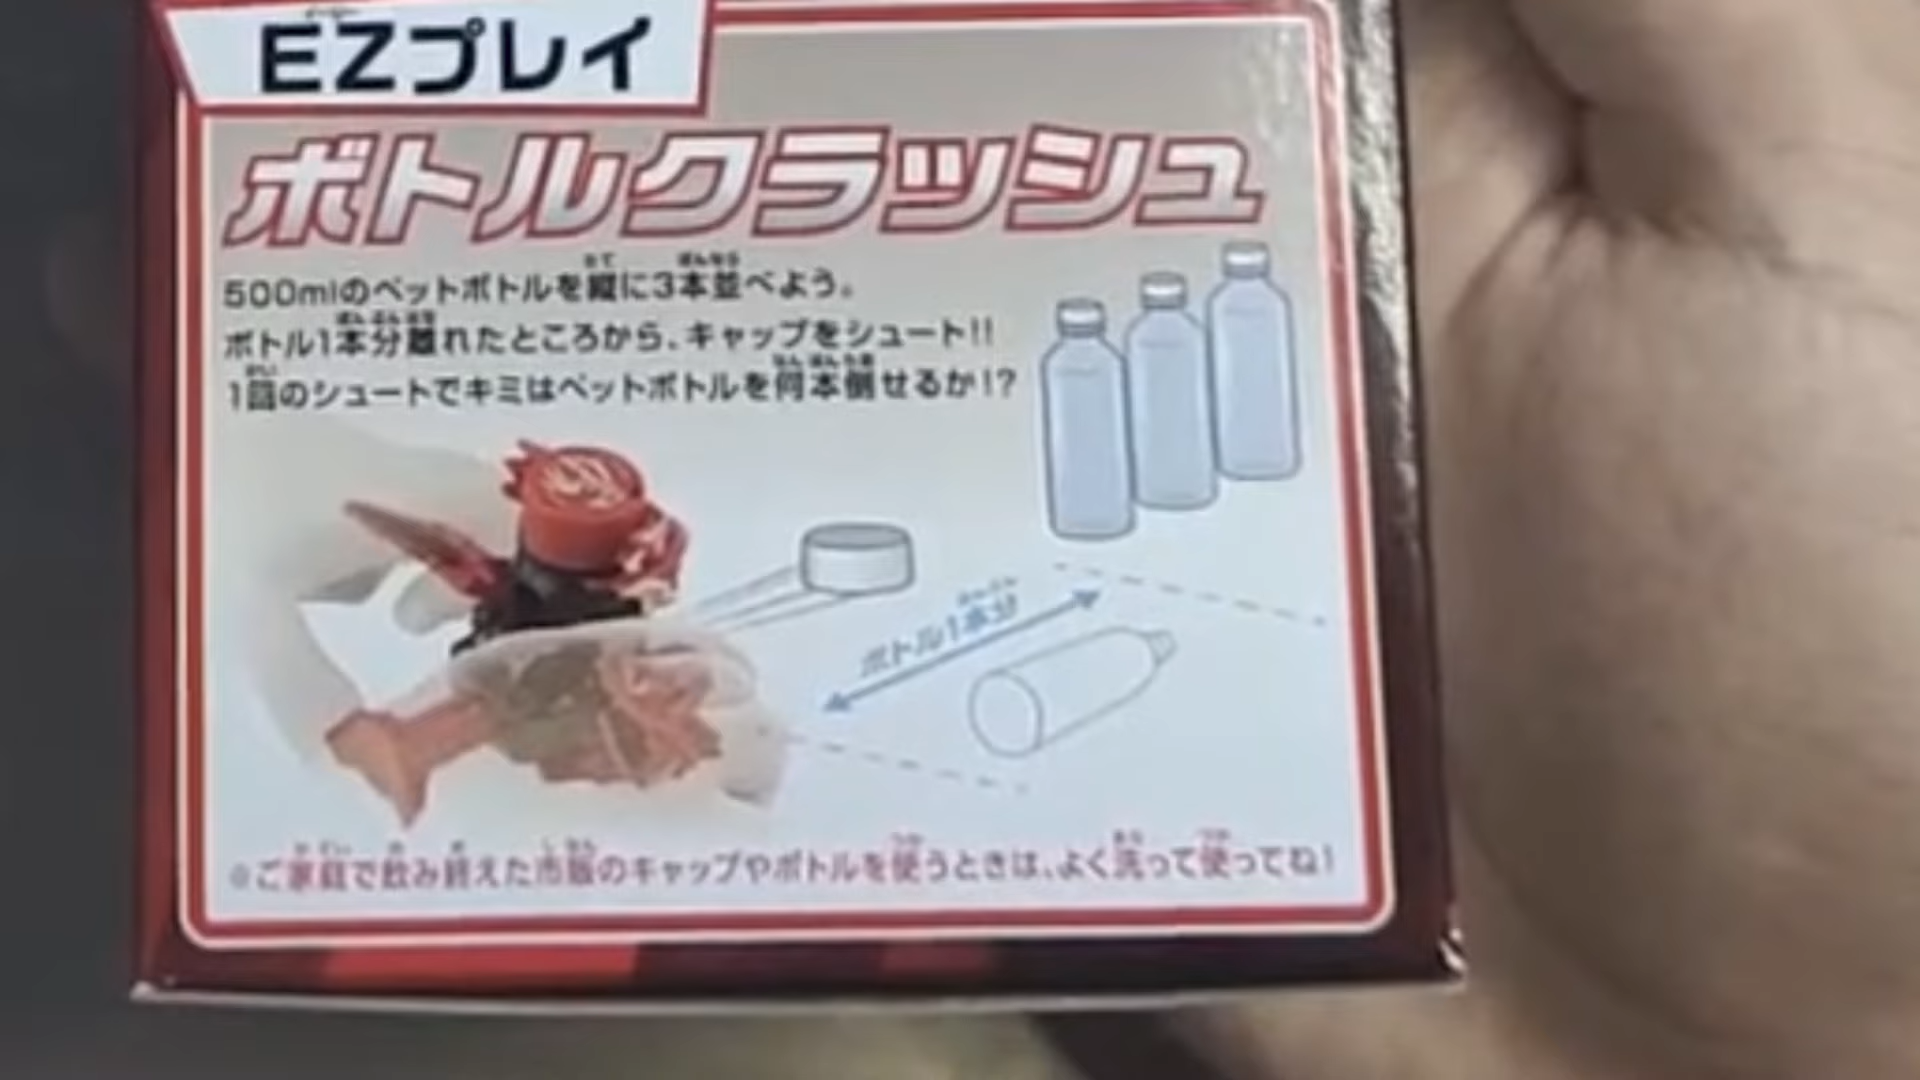 EZプレイ
ボトルクラッシュ
500mlのペットボトルを縦に3本並べよう。
ボトル1本分離れたところから、キャップをシュート!!
1回のシュートでキミはペットボトルを何本倒せるか!?
ボトル1本分
※ご家庭で飲み終えた市販のキャップやボトルを使うときは、よく洗って使ってね!